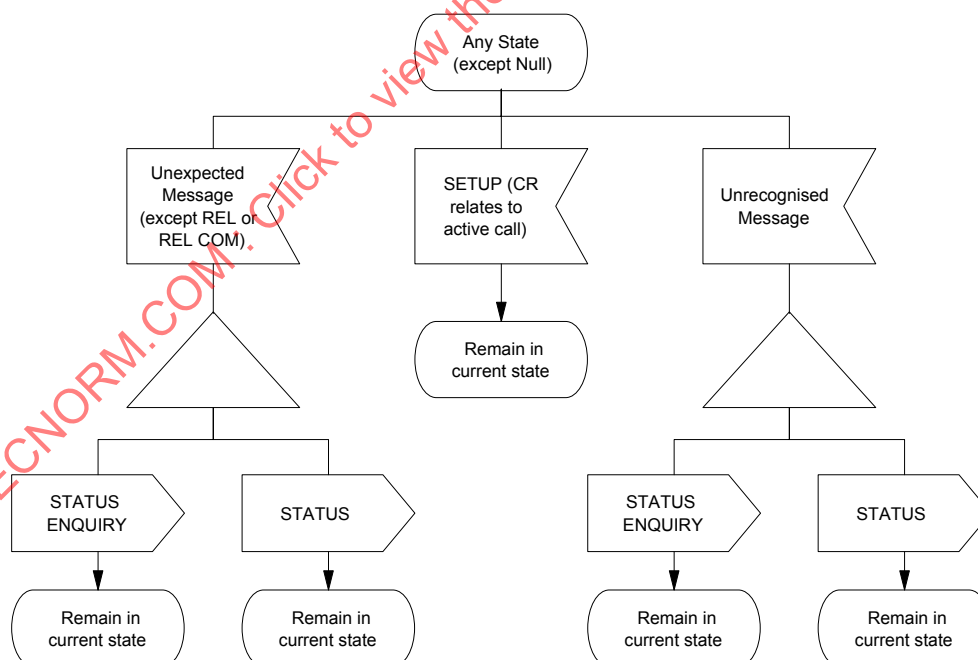 Any State
(except Null)
Unexpected
Message
(except REL or
REL COM)
SETUP (CR
relates to
active call)
Unrecognised
Message
Remain in
current state
STATUS
ENQUIRY
STATUS
STATUS
ENQUIRY
STATUS
Remain in
current state
Remain in
current state
Remain in
current state
Remain in
current state
ECNORM.COM : Click to view the